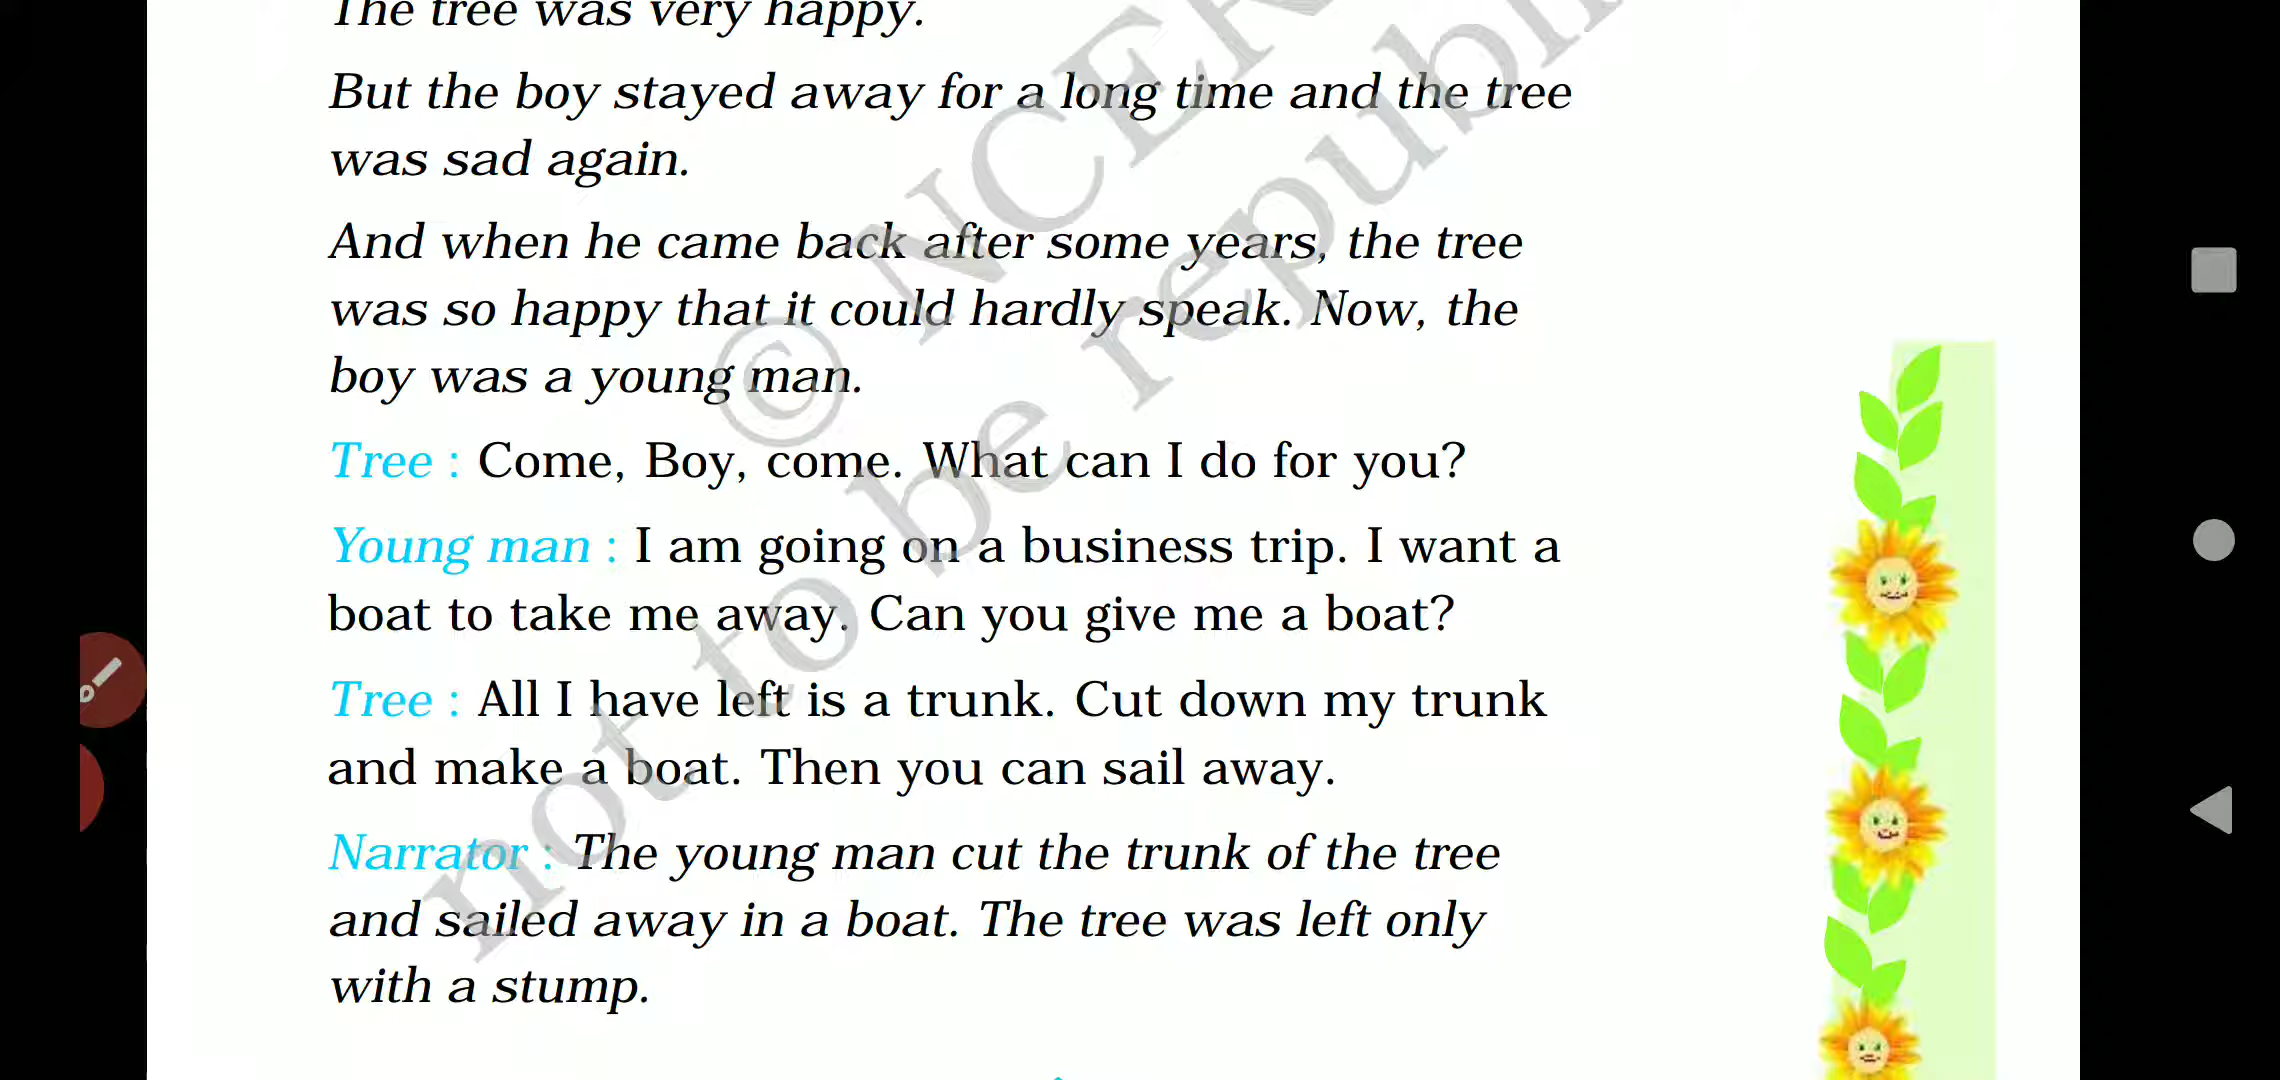 The tree was very happy.
But the boy stayed away for a long time and the tree
was sad again.
And when he came back after some years, the tree
was so happy that it could hardly speak. Now, the
boy was a young man.
Tree : Come, Boy, come. What can I do for you?
Young man : I am going on a business trip. I want a
boat to take me away. Can you give me a boat?
Tree : All I have left is a trunk. Cut down my trunk
and make a boat. Then you can sail away.
Narrator : The young man cut the trunk of the tree
and sailed away in a boat. The tree was left only
with a stump.
© NCER
not to be republi